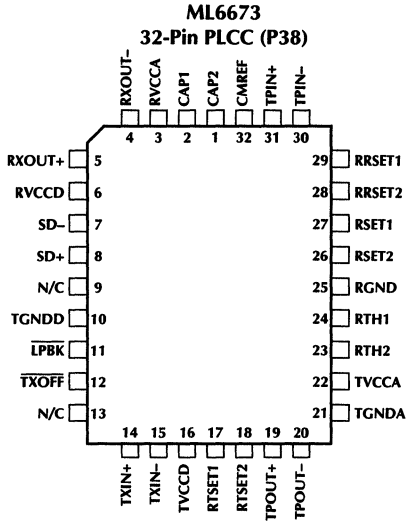 ML6673
32-Pin PLCC (P38)
RXOUT–
RVCCA
CAP1
CAP2
CMREF
TPIN+
TPIN–
4 3 2 1 32 31 30
RXOUT+ 5
RVCCD 6
SD– 7
SD+ 8
N/C 9
TGNDD 10
LPBK 11
TXOFF 12
N/C 13
29 RRSET1
28 RRSET2
27 RSET1
26 RSET2
25 RGND
24 RTH1
23 RTH2
22 TVCCA
21 TGNDA
14 15 16 17 18 19 20
TXIN+
TXIN–
TVCCD
RTSET1
RTSET2
TPOUT+
TPOUT–